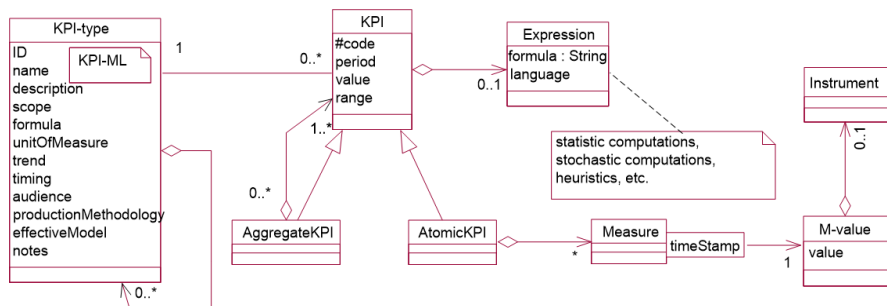 KPI-type
ID
name
description
scope
formula
unitOfMeasure
trend
timing
audience
productionMethodology
effectiveModel
notes
KPI-ML
1
0..*
0..*
KPI
#code
period
value
range
1..*
0..*
0..1
Expression
formula : String
language
statistic computations,
stochastic computations,
heuristics, etc.
AggregateKPI
AtomicKPI
*
Measure
timeStamp
1
Instrument
0..1
M-value
value